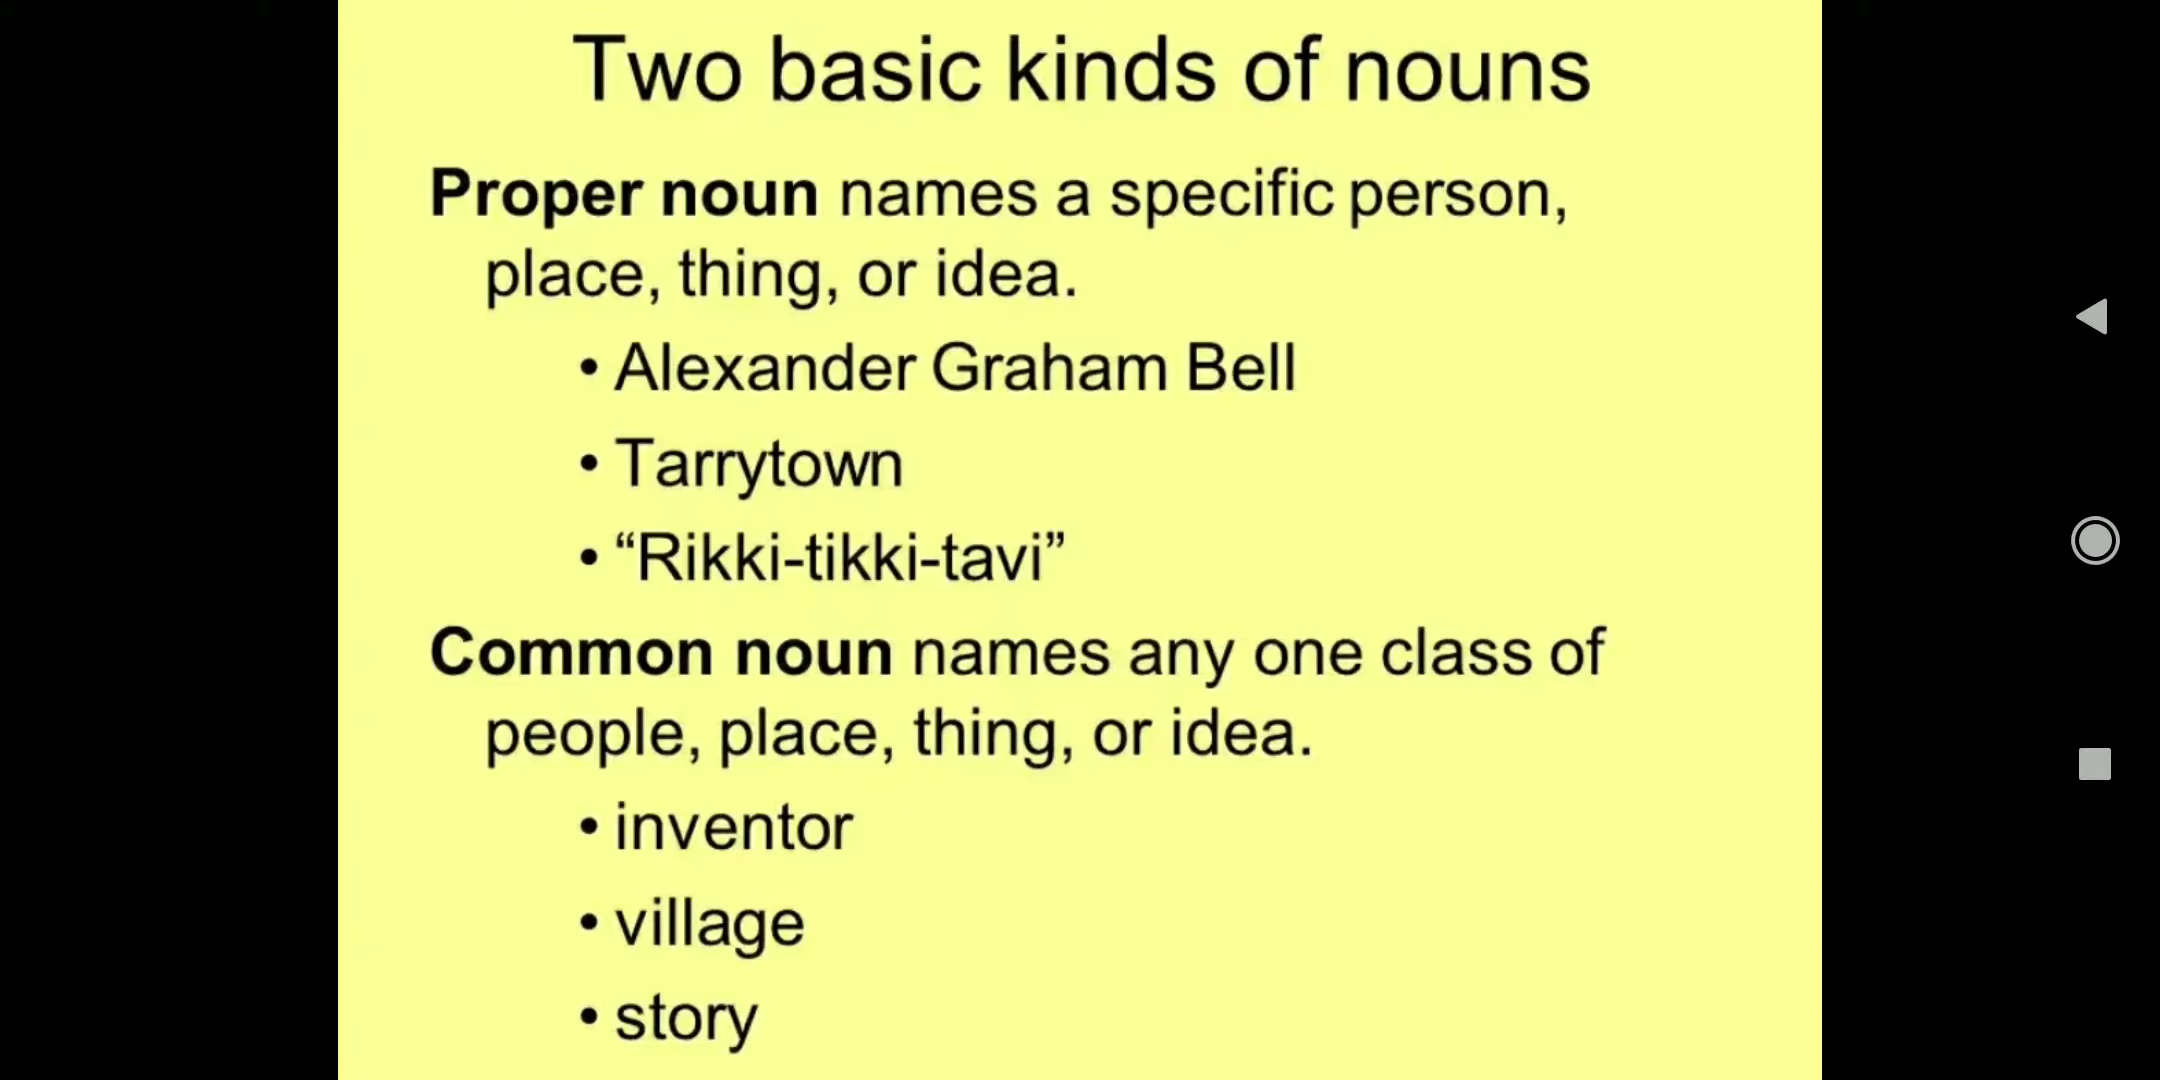 Two basic kinds of nouns
Proper noun names a specific person,
place, thing, or idea.
• Alexander Graham Bell
• Tarrytown
• “Rikki-tikki-tavi”
Common noun names any one class of
people, place, thing, or idea.
• inventor
• village
• story